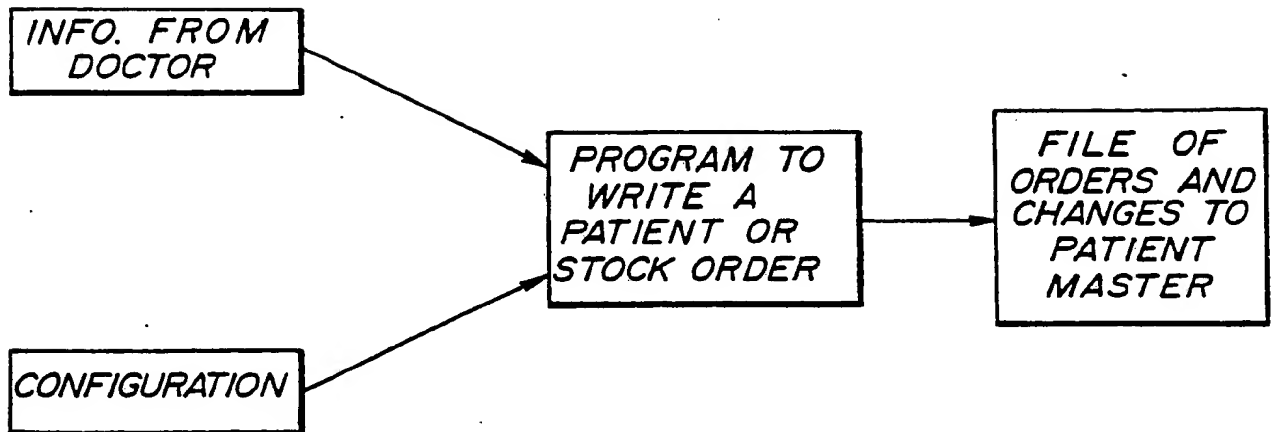 INFO. FROM
DOCTOR
CONFIGURATION
PROGRAM TO
WRITE A
PATIENT OR
STOCK ORDER
FILE OF
ORDERS AND
CHANGES TO
PATIENT
MASTER